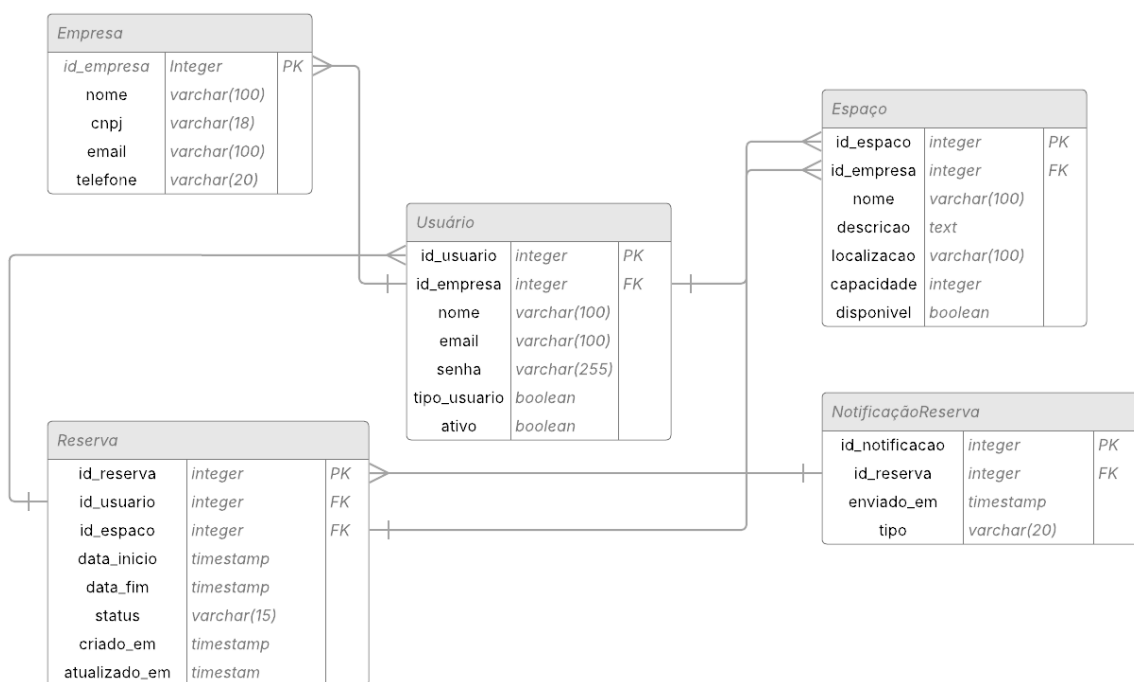 Empresa
id_empresa Integer PK
nome varchar(100)
cnpj varchar(18)
email varchar(100)
telefone varchar(20)
Espaço
id_espaco integer PK
id_empresa integer FK
nome varchar(100)
descricao text
localizacao varchar(100)
capacidade integer
disponivel boolean
Usuário
id_usuario integer PK
id_empresa integer FK
nome varchar(100)
email varchar(100)
senha varchar(255)
tipo_usuario boolean
ativo boolean
NotificaçãoReserva
id_notificacao integer PK
id_reserva integer FK
enviado_em timestamp
tipo varchar(20)
Reserva
id_reserva integer PK
id_usuario integer FK
id_espaco integer FK
data_inicio timestamp
data_fim timestamp
status varchar(15)
criado_em timestamp
atualizado_em timestam